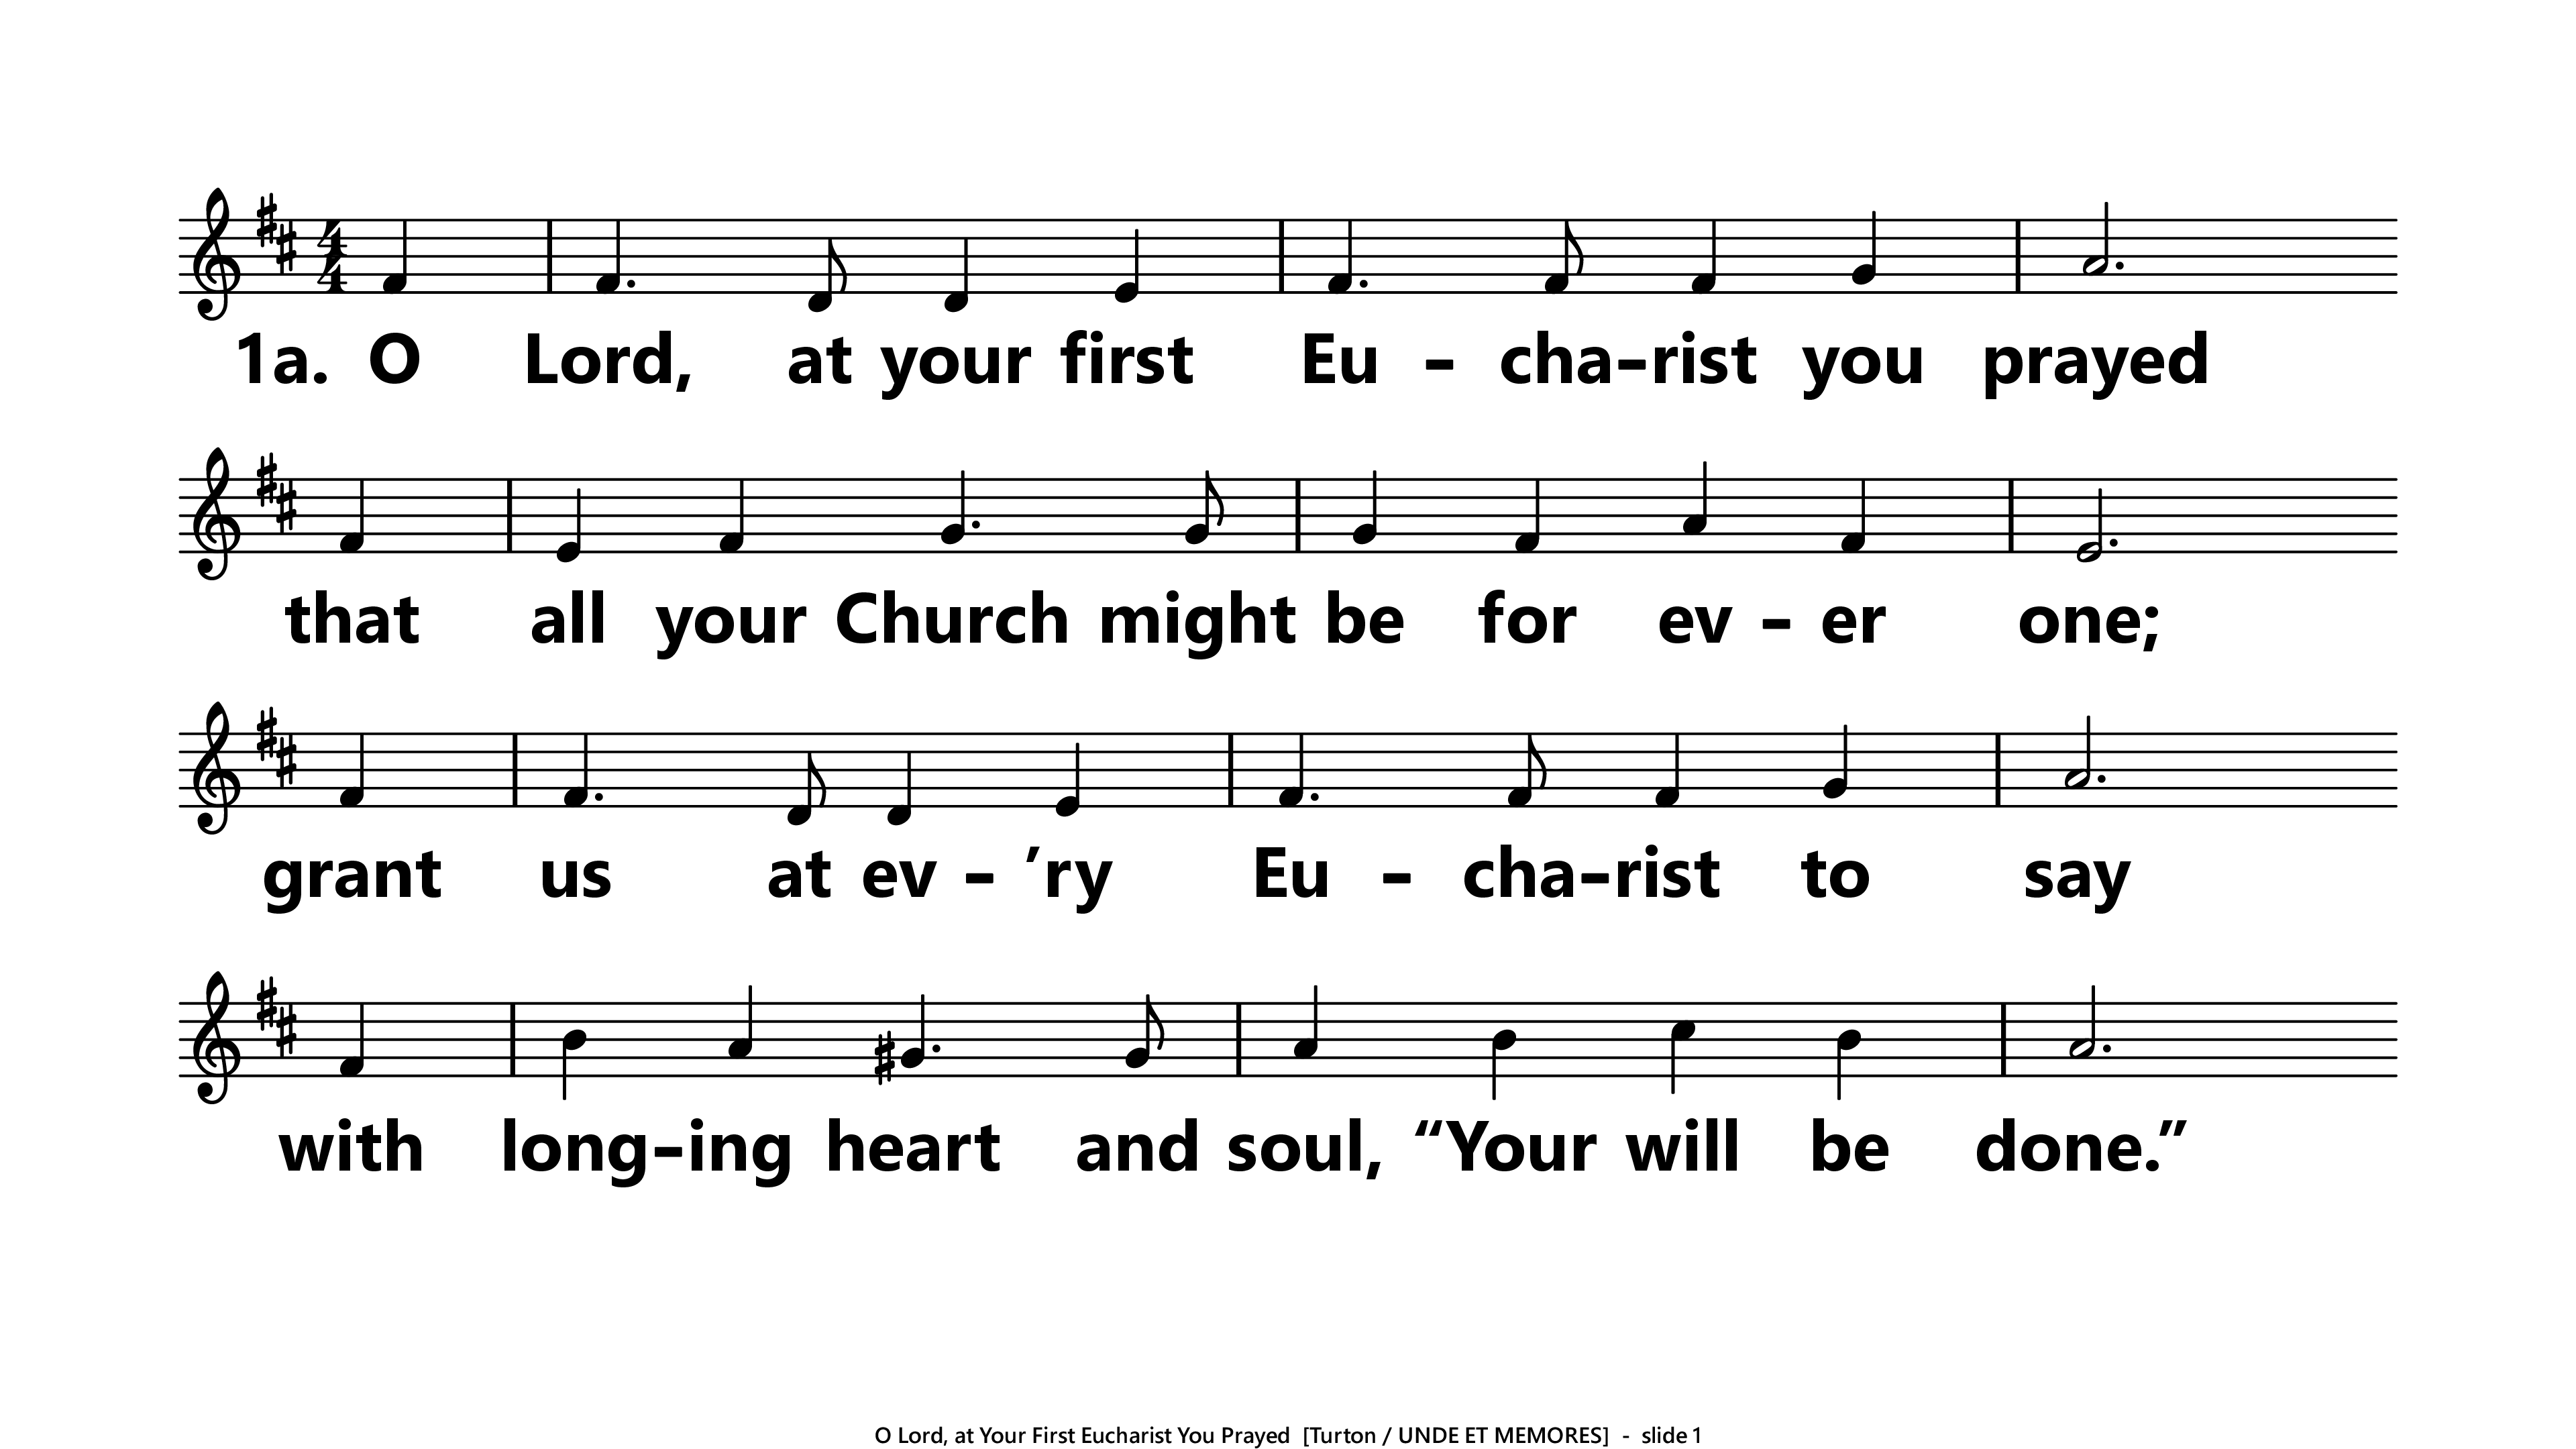 1a. O Lord, at your first Eu - cha-rist you prayed
that all your Church might be for ev - er one;
grant us at ev - ’ry Eu - cha-rist to say
with long-ing heart and soul, “Your will be done.”
O Lord, at Your First Eucharist You Prayed [Turton / UNDE ET MEMORES] - slide 1